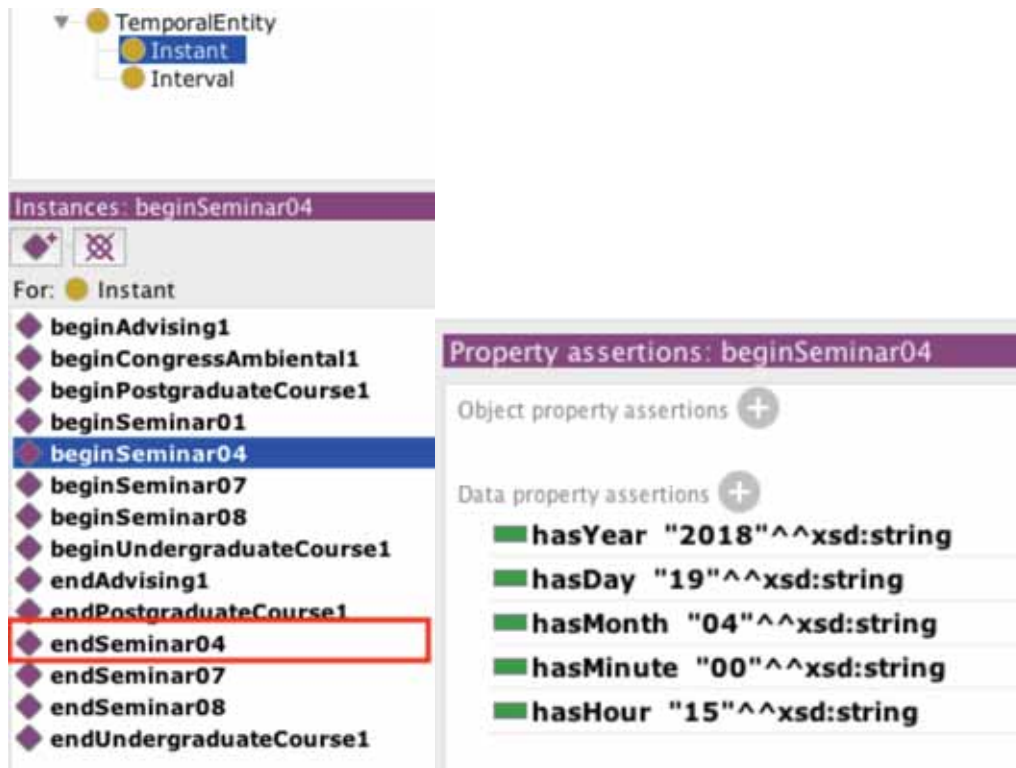 TemporalEntity
Instant
Interval
Instances: beginSeminar04
For: Instant
beginAdvising1
beginCongressAmbiental1
beginPostgraduateCourse1
beginSeminar01
beginSeminar04
beginSeminar07
beginSeminar08
beginUndergraduateCourse1
endAdvising1
endPostgraduateCourse1
endSeminar04
endSeminar07
endSeminar08
endUndergraduateCourse1
Property assertions: beginSeminar04
Object property assertions
Data property assertions
hasYear "2018"^^xsd:string
hasDay "19"^^xsd:string
hasMonth "04"^^xsd:string
hasMinute "00"^^xsd:string
hasHour "15"^^xsd:string